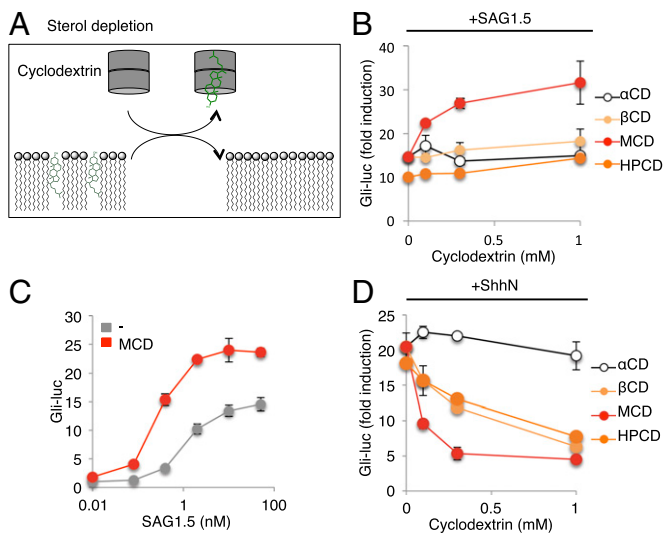 A Sterol depletion
Cyclodextrin
B
+SAG1.5
Gli-luc (fold induction)
40
30
20
10
0
0
0.5
1
Cyclodextrin (mM)
αCD
βCD
MCD
HPCD
C
-
MCD
Gli-luc
30
25
20
15
10
5
0
0.01
1
100
SAG1.5 (nM)
D
+ShhN
Gli-luc (fold induction)
25
20
15
10
5
0
0
0.5
1
Cyclodextrin (mM)
αCD
βCD
MCD
HPCD